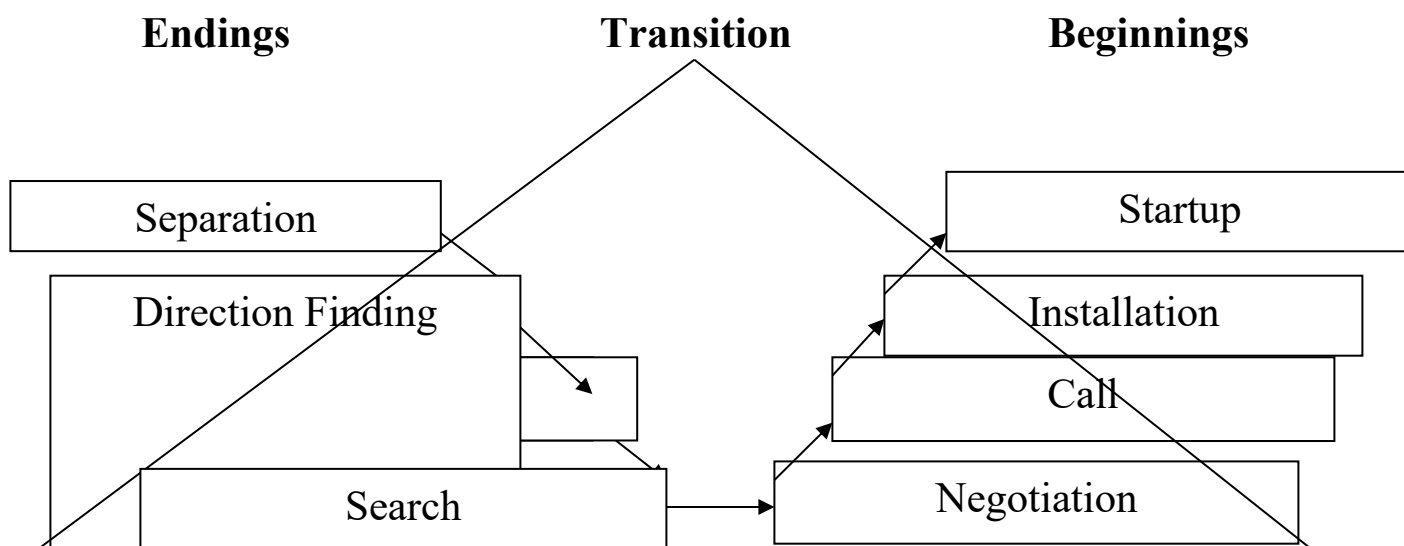 Endings Transition Beginnings
Separation
Startup
Direction Finding
Installation
Call
Search
Negotiation